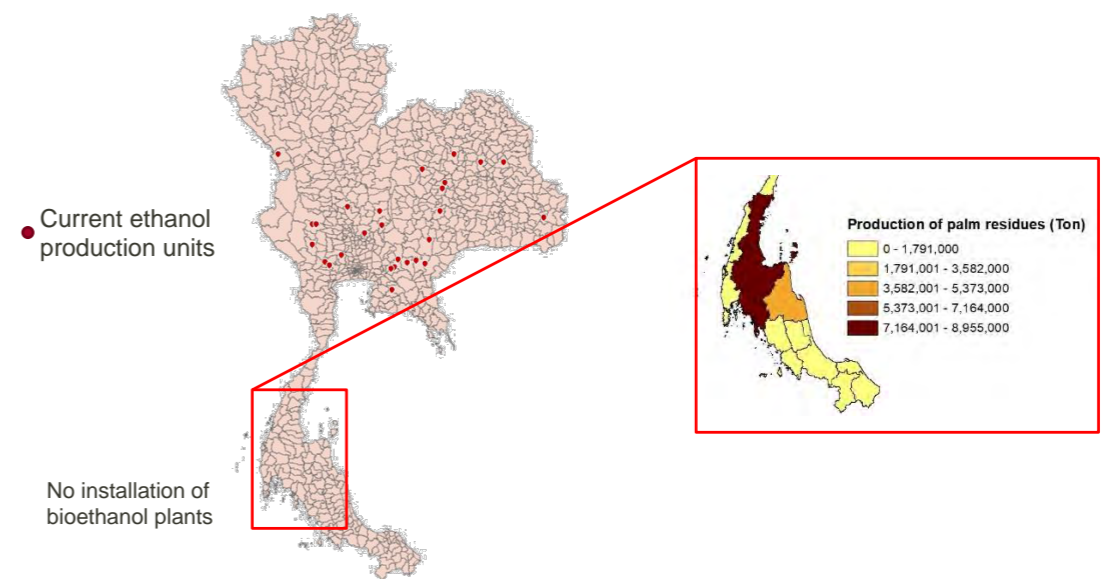 Current ethanol
production units
No installation of
bioethanol plants
Production of palm residues (Ton)
0 - 1,791,000
1,791,001 - 3,582,000
3,582,001 - 5,373,000
5,373,001 - 7,164,000
7,164,001 - 8,955,000